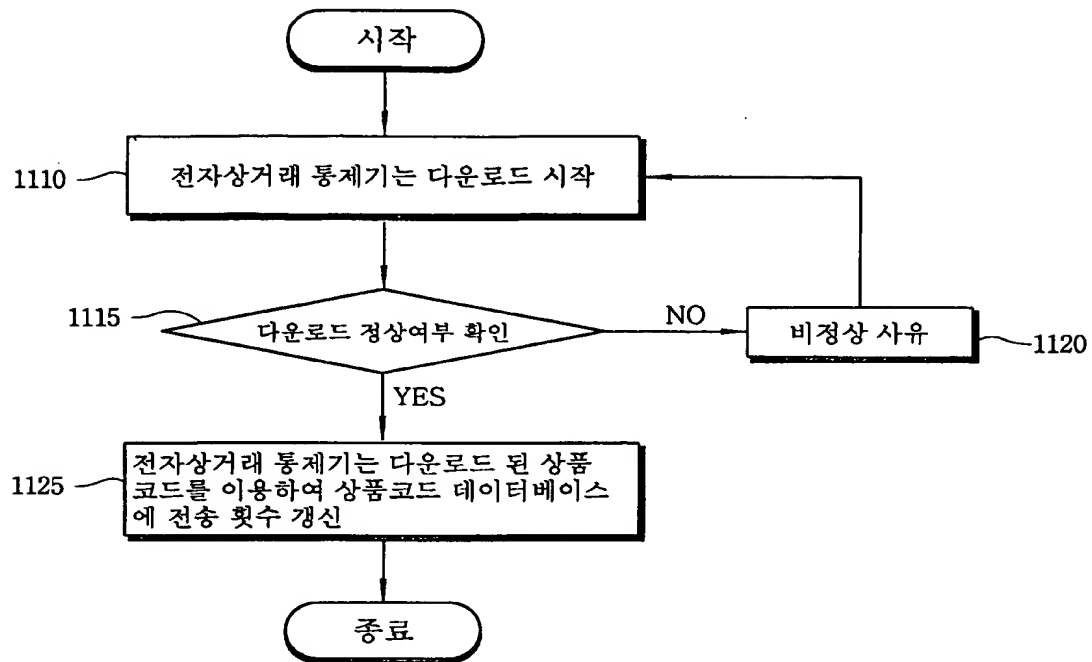 시작
1110
전자상거래 통제기는 다운로드 시작
1115
다운로드 정상여부 확인
NO
비정상 사유
1120
YES
1125
전자상거래 통제기는 다운로드 된 상품
코드를 이용하여 상품코드 데이터베이스
에 전송 횟수 갱신
종료